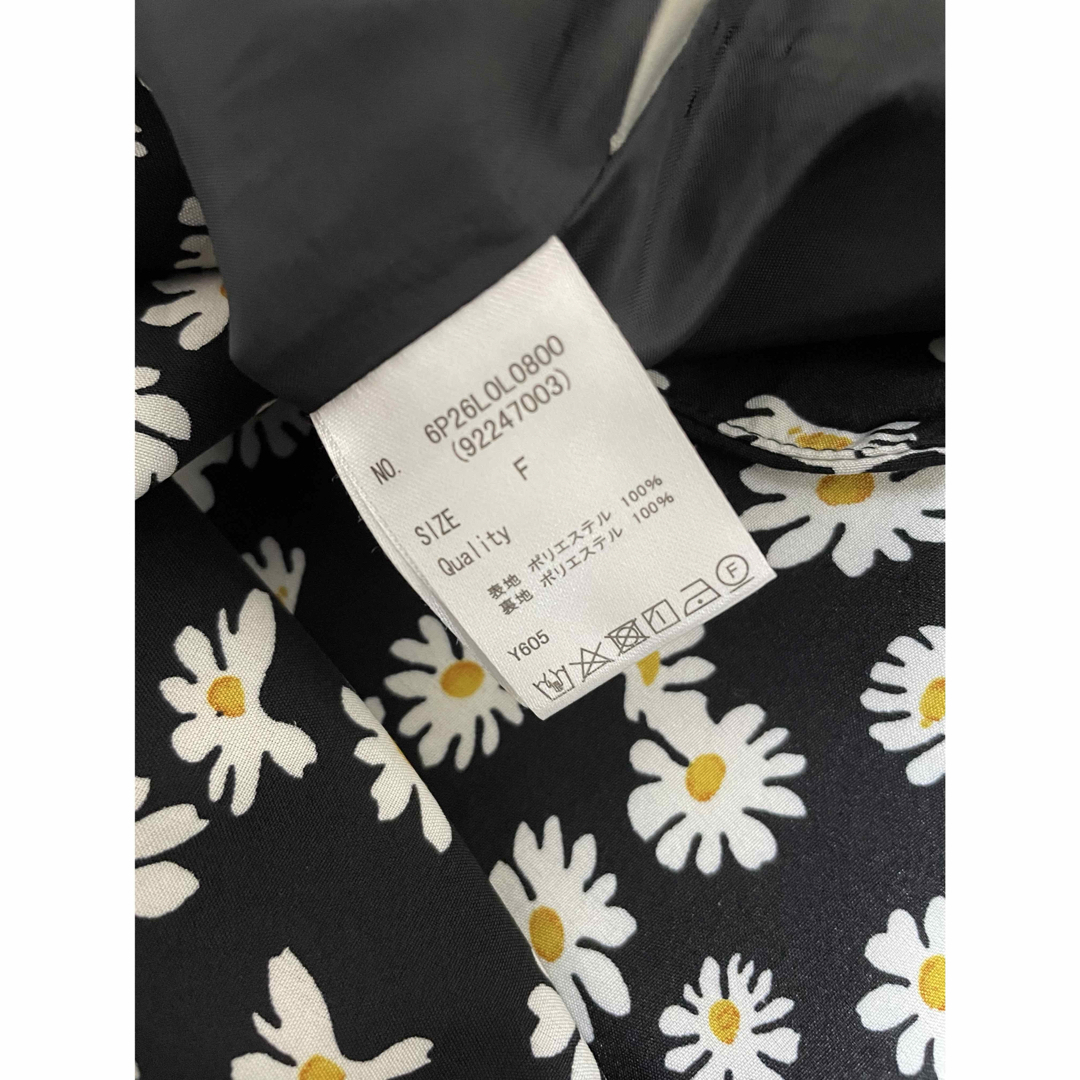 NO. 6P26L0L0800
(92247003)
SIZE F
Quality
表地 ポリエステル 100%
裏地 ポリエステル 100%
Y605
F